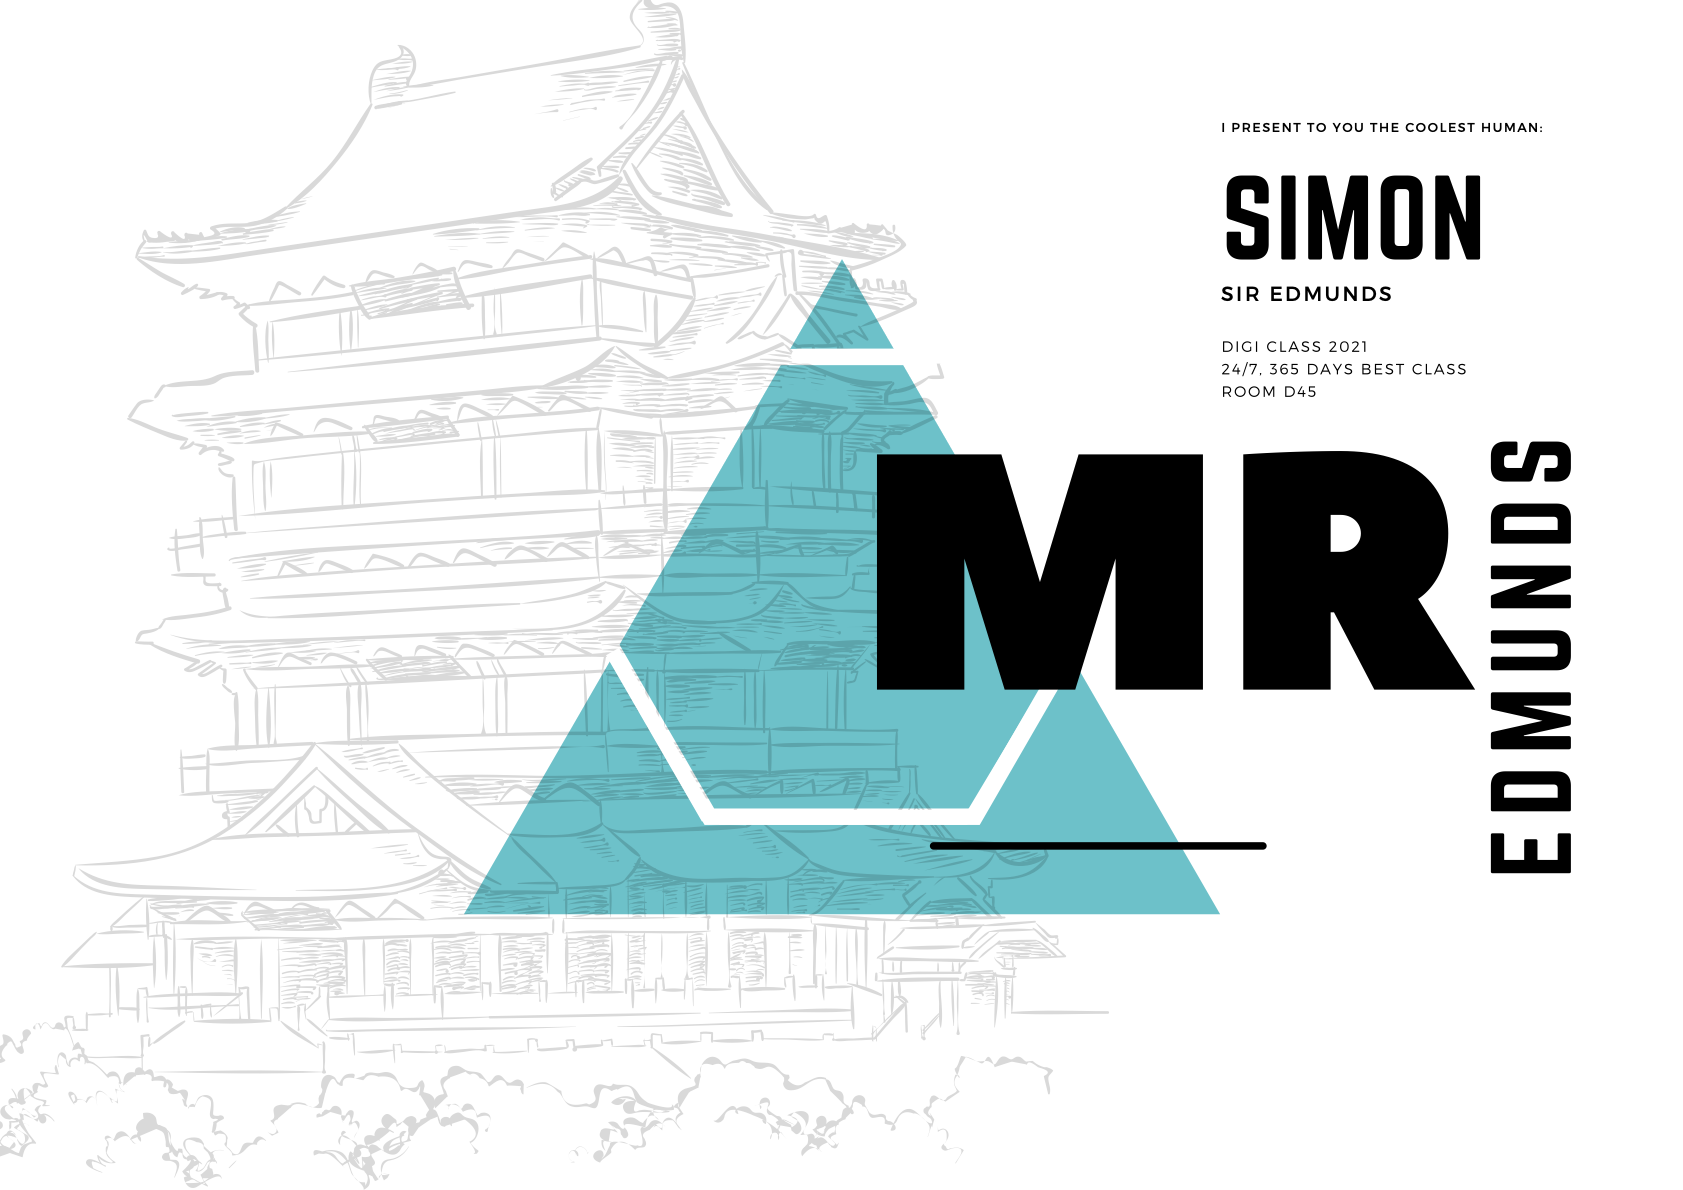 I PRESENT TO YOU THE COOLEST HUMAN:
SIMON
SIR EDMUNDS
DIGI CLASS 2021
24/7, 365 DAYS BEST CLASS
ROOM D45
MR
EDMUNDS